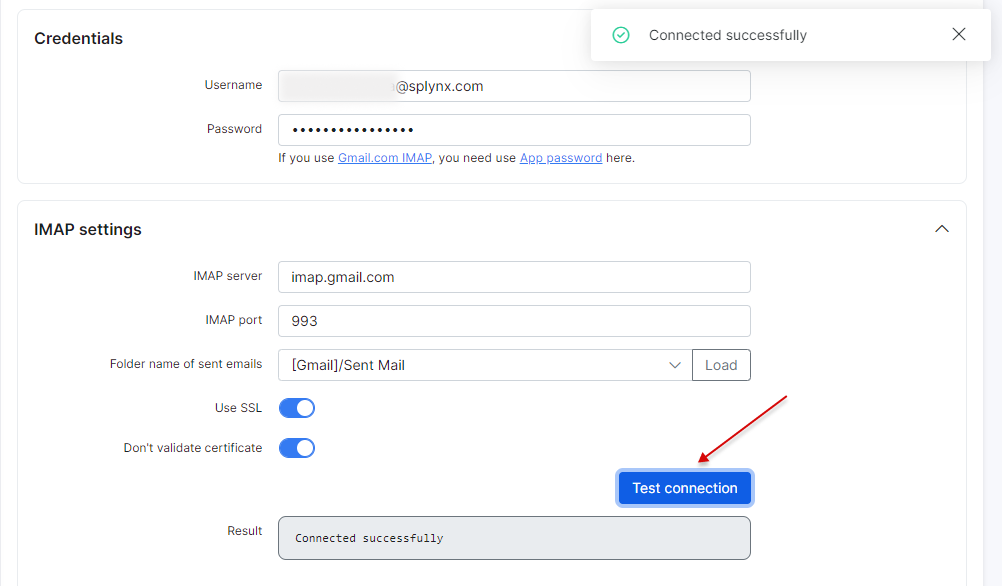 Credentials
Connected successfully
Username @splynx.com
Password ••••••••••••••••
If you use Gmail.com IMAP, you need use App password here.
IMAP settings
IMAP server imap.gmail.com
IMAP port 993
Folder name of sent emails [Gmail]/Sent Mail Load
Use SSL
Don't validate certificate
Test connection
Result Connected successfully